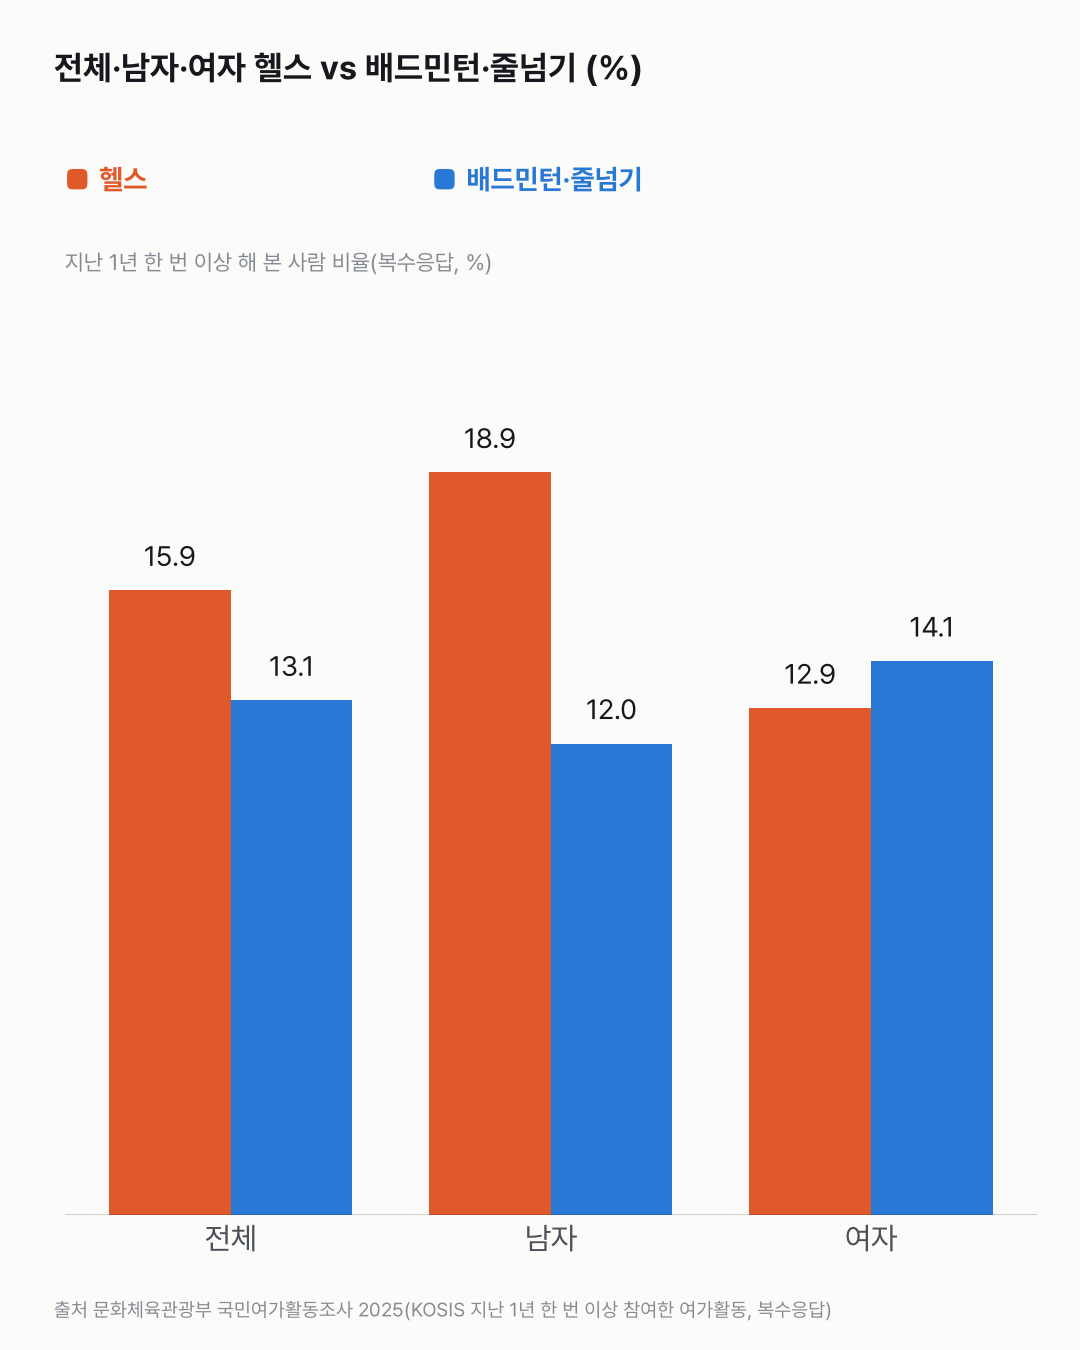 전체·남자·여자 헬스 vs 배드민턴·줄넘기 (%)
헬스
배드민턴·줄넘기
지난 1년 한 번 이상 해 본 사람 비율(복수응답, %)
15.9
13.1
18.9
12.0
12.9
14.1
전체
남자
여자
출처 문화체육관광부 국민여가활동조사 2025(KOSIS 지난 1년 한 번 이상 참여한 여가활동, 복수응답)